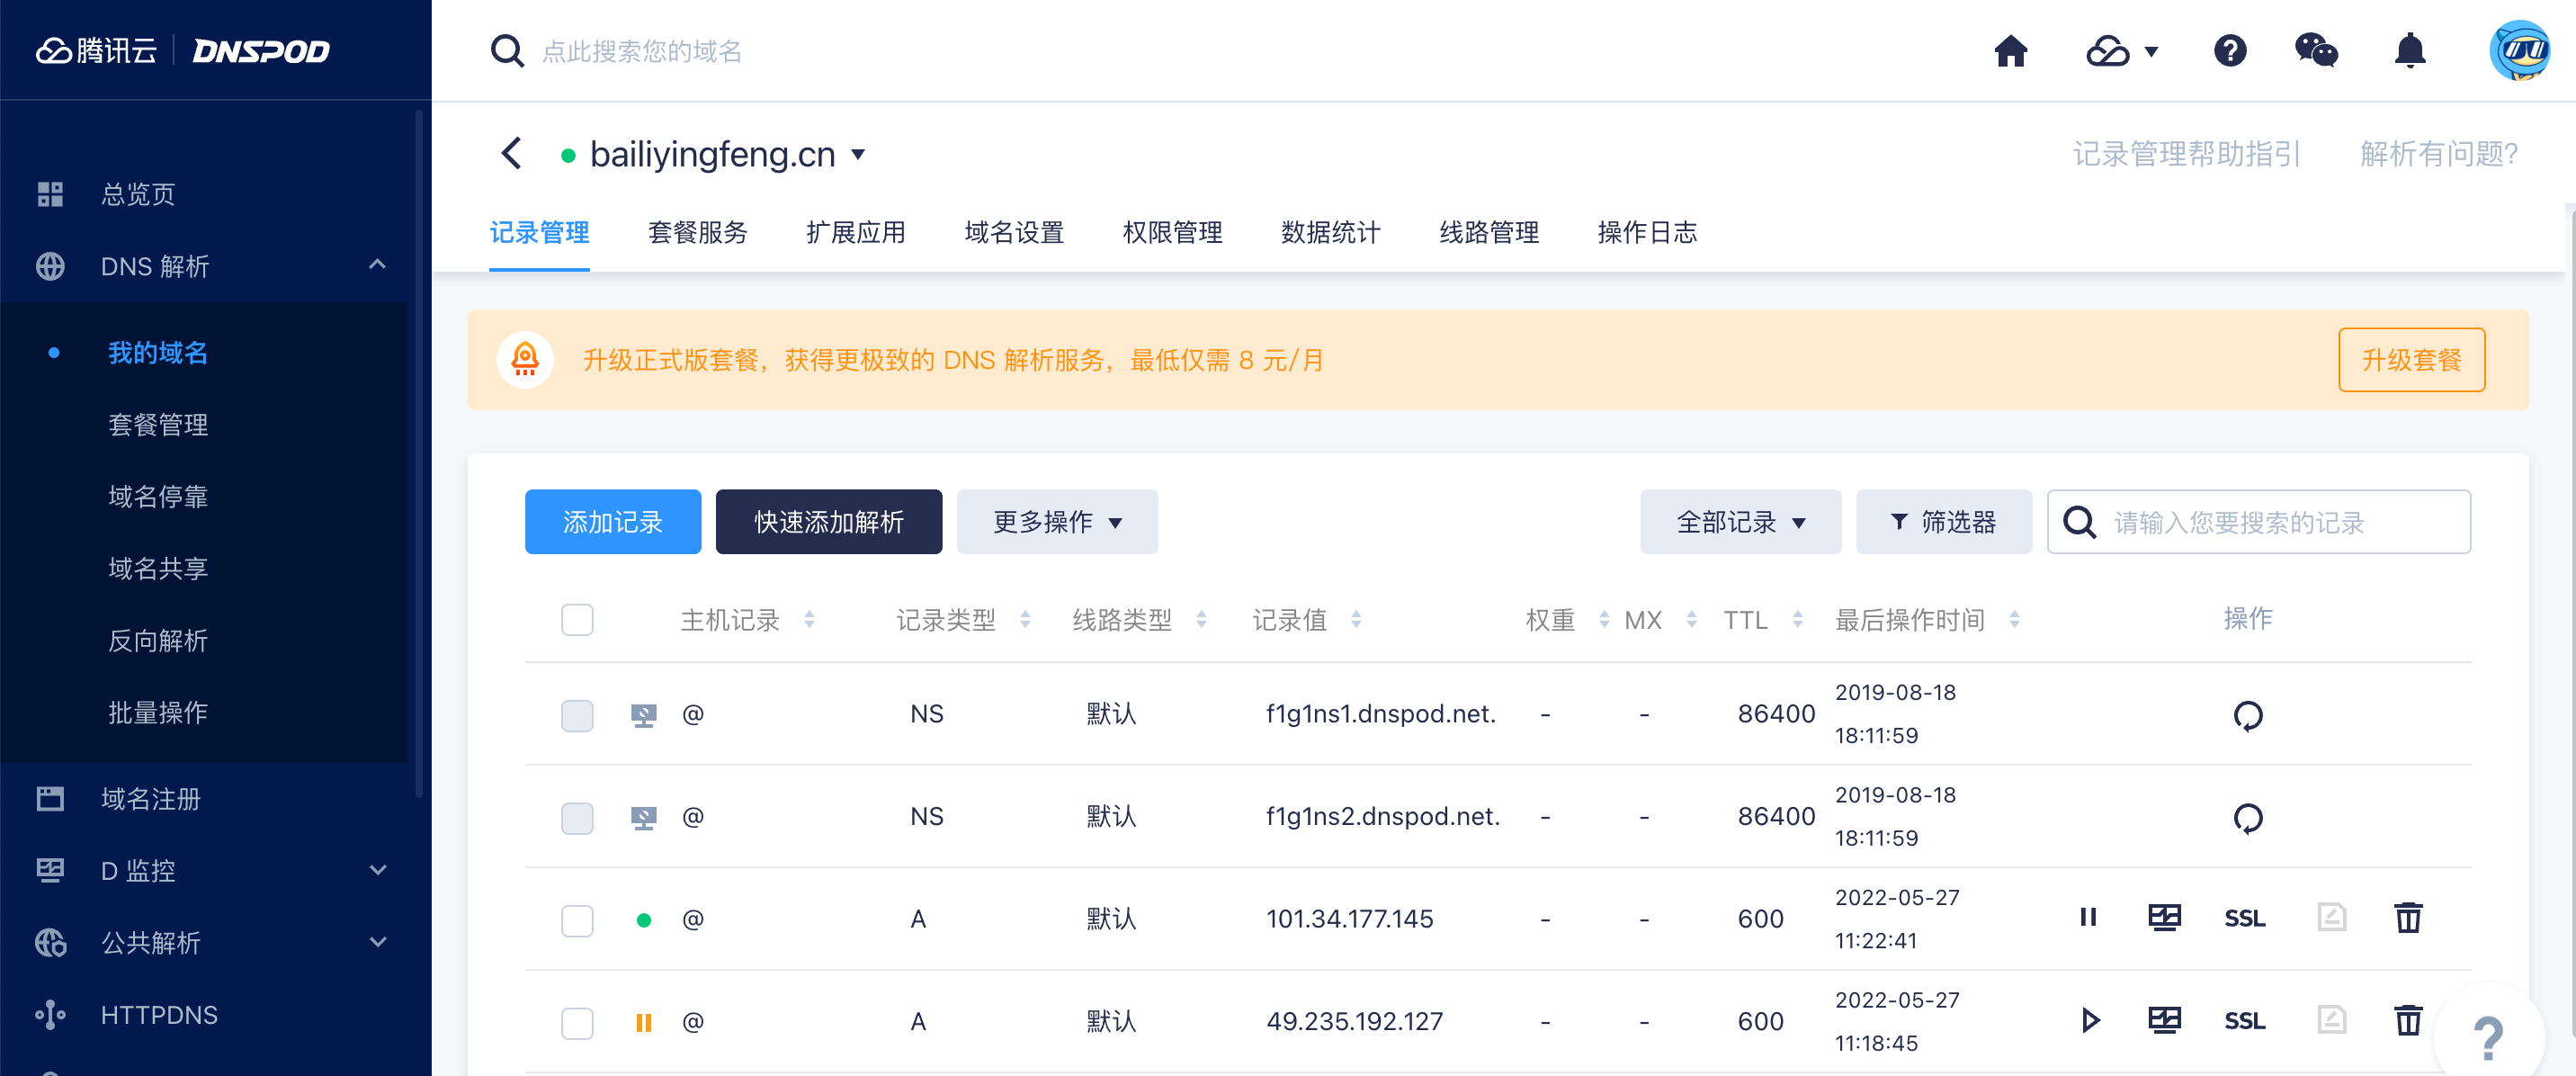 腾讯云 DNSPOD
点此搜索您的域名
bailiyingfeng.cn
记录管理帮助指引 解析有问题?
总览页
DNS 解析
我的域名
套餐管理
域名停靠
域名共享
反向解析
批量操作
域名注册
D 监控
公共解析
HTTPDNS
记录管理 套餐服务 扩展应用 域名设置 权限管理 数据统计 线路管理 操作日志
升级正式版套餐，获得更极致的 DNS 解析服务，最低仅需 8 元/月 升级套餐
添加记录 快速添加解析 更多操作 全部记录 筛选器 请输入您要搜索的记录
主机记录 记录类型 线路类型 记录值 权重 MX TTL 最后操作时间 操作
@ NS 默认 f1g1ns1.dnspod.net. - - 86400 2019-08-18
18:11:59
@ NS 默认 f1g1ns2.dnspod.net. - - 86400 2019-08-18
18:11:59
@ A 默认 101.34.177.145 - - 600 2022-05-27
11:22:41 SSL
@ A 默认 49.235.192.127 - - 600 2022-05-27
11:18:45 SSL
?